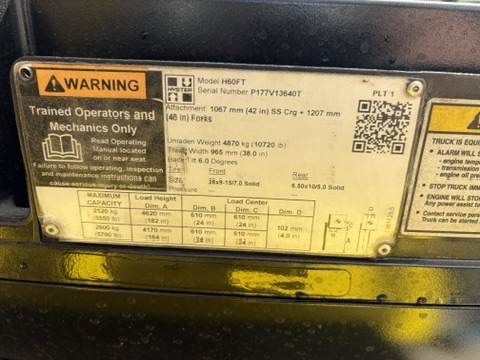 WARNING
Trained Operators and
Mechanics Only
Read Operating
Manual located
on or near seat.
Failure to follow operating, inspection
and maintenance instructions can
cause serious injury or death!
HYSTER
Model H60FT
Serial Number P177V13640T
PLT 1
Attachment: 1067 mm (42 in) SS Crg + 1207 mm
(48 in) Forks
Unladen Weight 4870 kg (10720 lb)
Tread Width 965 mm (38.0 in)
Back Tilt 6.0 Degrees
Tire Front Rear
Size 28x9-15/7.0 Solid 6.50x10/5.0 Solid
Pressure
MAXIMUM CAPACITY Load Height Dim. A Load Center Dim. B Dim. C Dim. D
2520 kg 4620 mm 610 mm 610 mm
(5550 lb) (182 in) (24 in) (24 in)
2600 kg 4170 mm 610 mm 610 mm 102 mm
(5700 lb) (164 in) (24 in) (24 in) (4.0 in)
TRUCK IS EQUIPPED
ALARM WILL
- engine temp
- transmission
- engine
STOP TRUCK IMM
ENGINE WILL STOP
Any assist
Contact service
Truck can be started